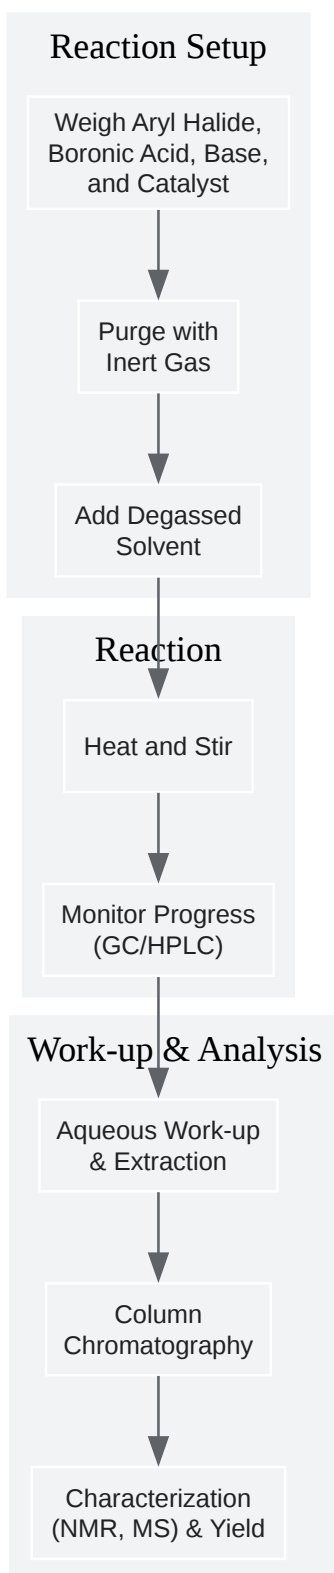 Reaction Setup
Weigh Aryl Halide,
Boronic Acid, Base,
and Catalyst
Purge with
Inert Gas
Add Degassed
Solvent
Reaction
Heat and Stir
Monitor Progress
(GC/HPLC)
Work-up & Analysis
Aqueous Work-up
& Extraction
Column
Chromatography
Characterization
(NMR, MS) & Yield